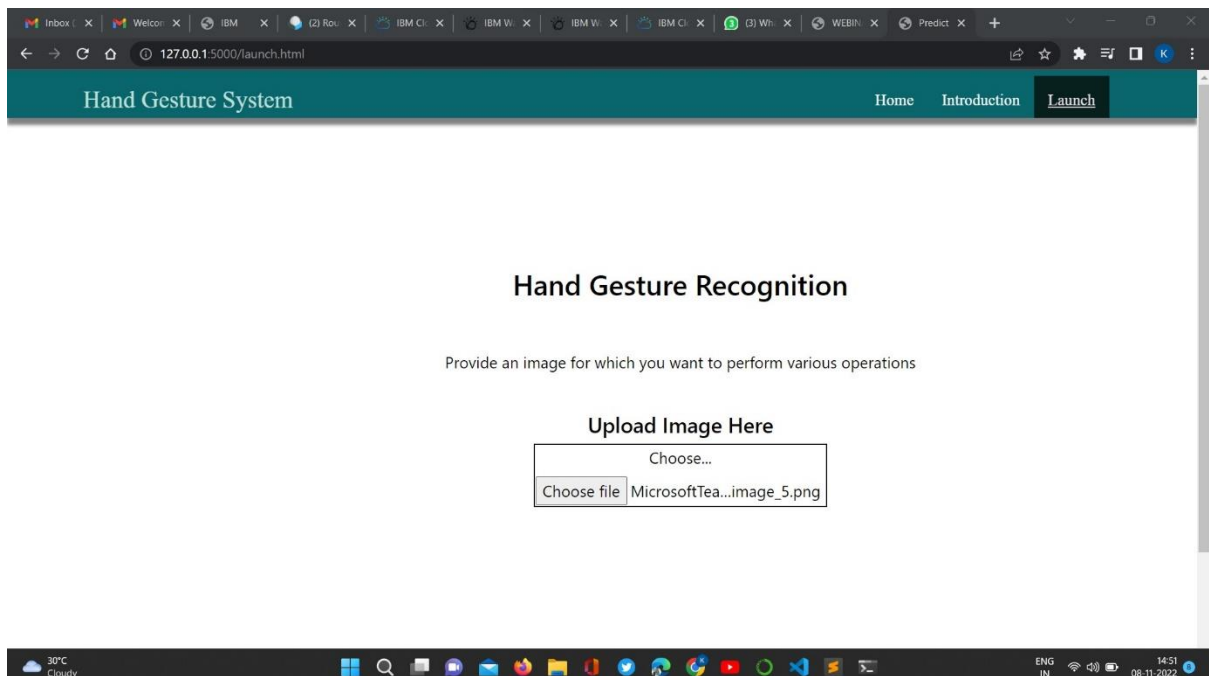 Inbox (
Welcon
IBM
(2) Rou
IBM Clc
IBM W
IBM W
IBM Cl
(3) Wh
WEBIN
Predict
127.0.0.1:5000/launch.html
K
Hand Gesture System
Home Introduction Launch
Hand Gesture Recognition
Provide an image for which you want to perform various operations
Upload Image Here
Choose...
Choose file MicrosoftTea...image_5.png
30°C
Cloudy
ENG
IN
14:51
08-11-2022